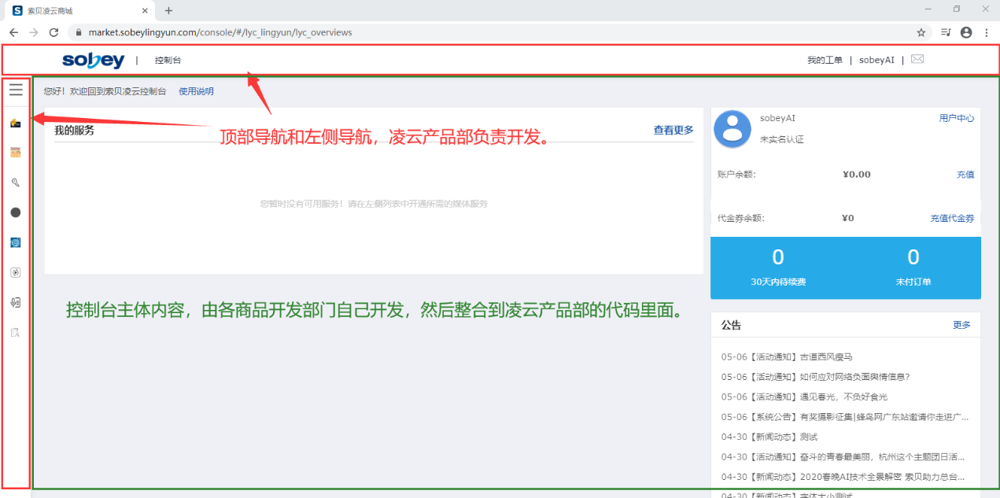 索贝凌云商城
market.sobeylingyun.com/console/#/lyc_lingyun/lyc_overviews
sobey | 控制台
我的工单 | sobeyAI |
您好！欢迎回到索贝凌云控制台 使用说明
我的服务
查看更多
顶部导航和左侧导航，凌云产品部负责开发。
您暂时没有可用服务！请在左侧列表中开通所需的媒体服务
控制台主体内容，由各商品开发部门自己开发，然后整合到凌云产品部的代码里面。
sobeyAI
用户中心
未实名认证
账户余额: ¥0.00 充值
代金券余额: ¥0 充值代金券
0 0
30天内待续费 未付订单
公告 更多
05-06【活动通知】古道西风瘦马
05-06【活动通知】如何应对网络负面舆情信息?
05-06【活动通知】遇见春光，不负好食光
05-06【系统公告】有奖摄影征集|蜂鸟网广东站邀请你走进广...
04-30【新闻动态】测试
04-30【活动通知】奋斗的青春最美丽，杭州这个主题团日活...
04-30【新闻动态】2020春晚AI技术全景解密 索贝助力总台...
04-30【新闻动态】字体大小测试